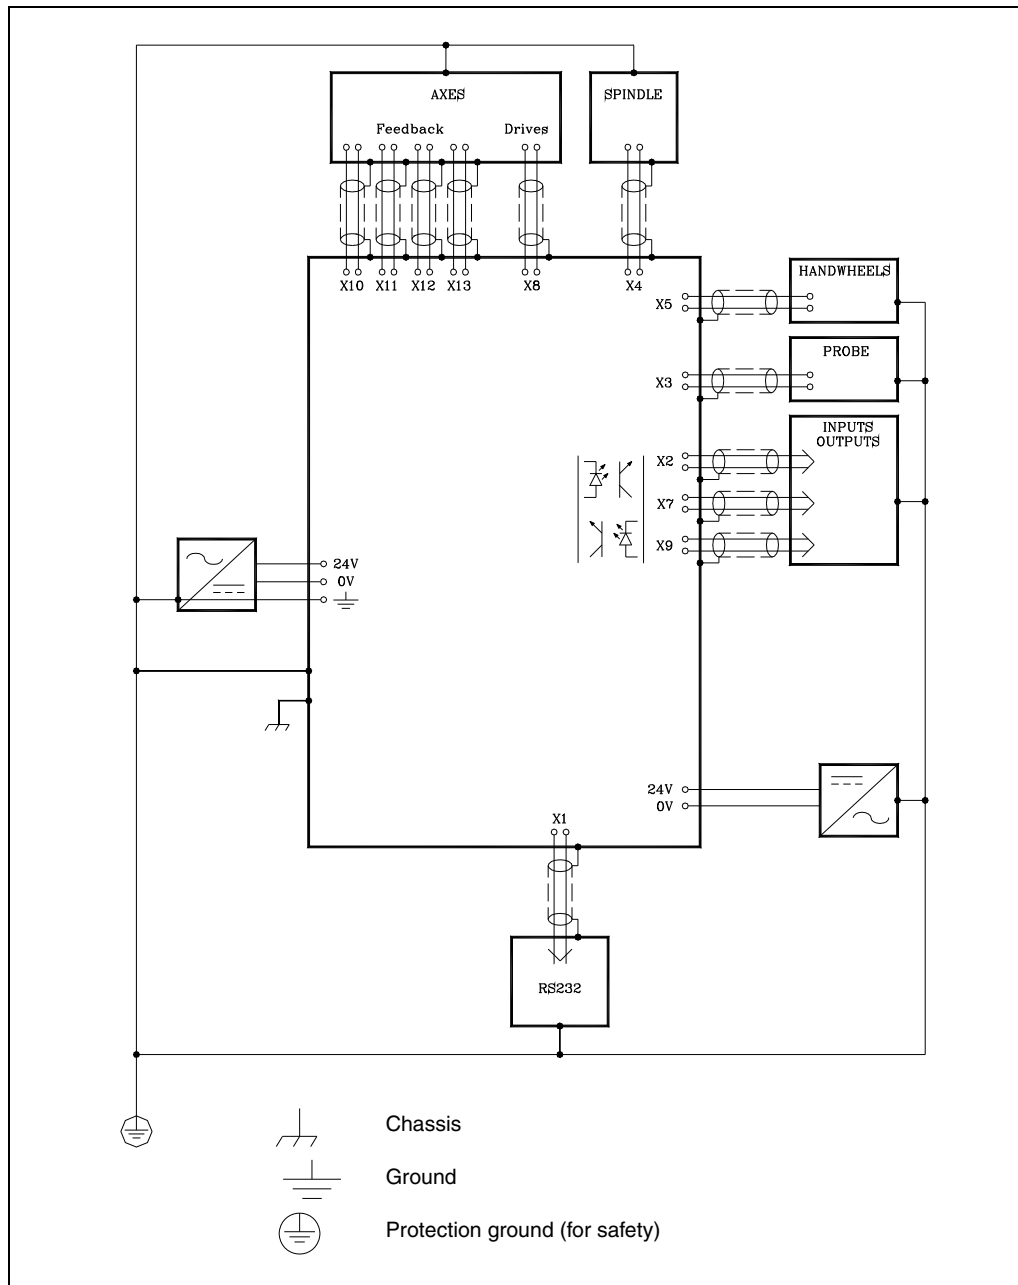 AXES
SPINDLE
Feedback Drives
X10 X11 X12 X13 X8 X4
HANDWHEELS
X5
PROBE
X3
INPUTS
OUTPUTS
X2
X7
X9
24V
0V
24V
0V
X1
RS232
Chassis
Ground
Protection ground (for safety)